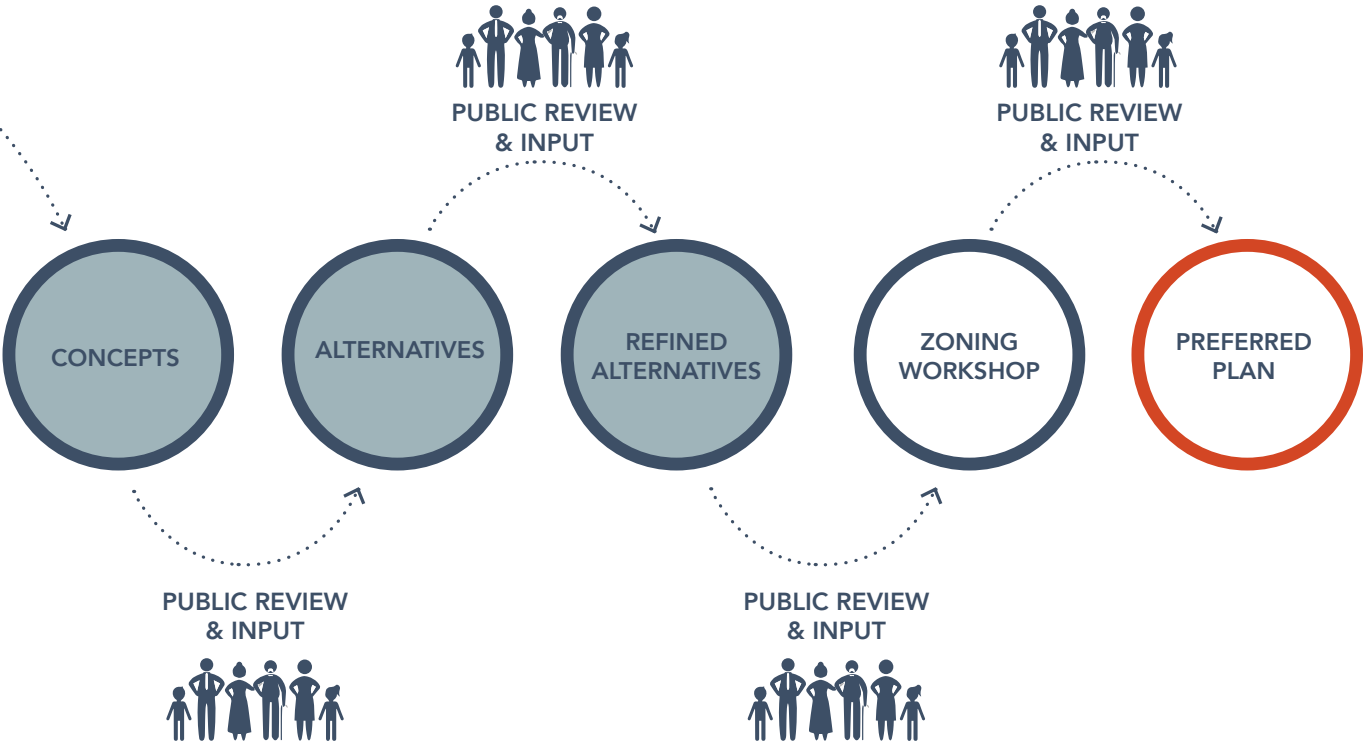 PUBLIC REVIEW
& INPUT
PUBLIC REVIEW
& INPUT
CONCEPTS
ALTERNATIVES
REFINED
ALTERNATIVES
ZONING
WORKSHOP
PREFERRED
PLAN
PUBLIC REVIEW
& INPUT
PUBLIC REVIEW
& INPUT